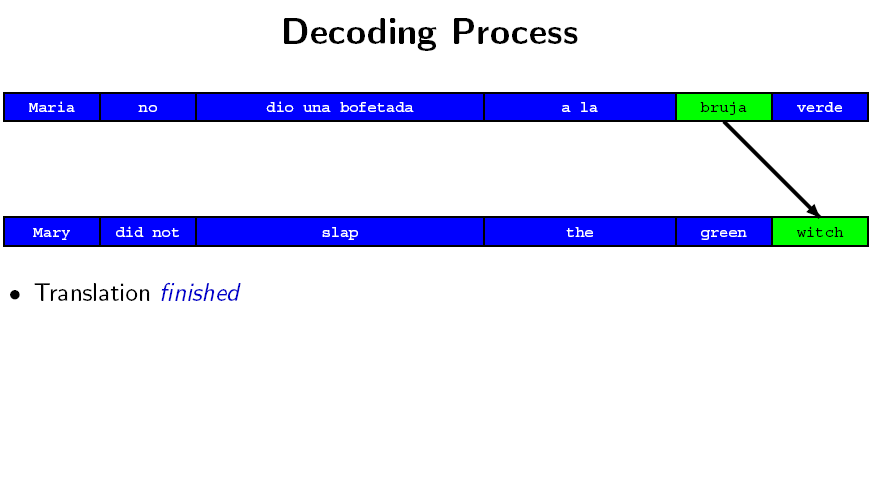 Decoding Process
Maria no dio una bofetada a la bruja verde
Mary did not slap the green witch
• Translation finished